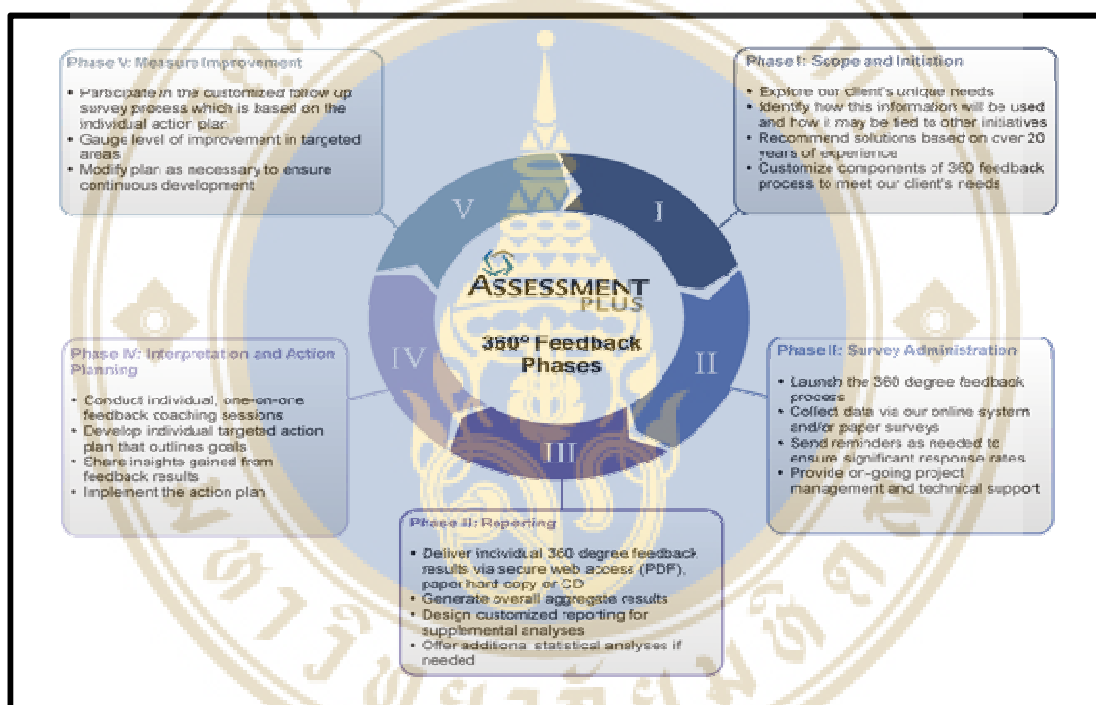 Phase I: Scope and Initiation
• Explore our client's unique needs
• Identify how this information will be used
and how it may be tied to other initiatives
• Recommend solutions based on over 20
years of experience
• Customize components of 360 feedback
process to meet our client's needs
Phase II: Survey Administration
• Launch the 360 degree feedback
process
• Collect data via our online system
and/or paper surveys
• Send reminders as needed to
ensure significant response rates
• Provide on-going project
management and technical support
Phase III: Reporting
• Deliver individual 360 degree feedback
results via secure web access (PDF),
paper hard copy or CD
• Generate overall aggregate results
• Design customized reporting for
supplemental analyses
• Offer additional statistical analyses if
needed
Phase IV: Interpretation and Action
Planning
• Conduct individual, one-on-one
feedback coaching sessions
• Develop individual targeted action
plan that outlines goals
• Share insights gained from
feedback results
• Implement the action plan
Phase V: Measure Improvement
• Participate in the customized follow up
survey process which is based on the
individual action plan
• Gauge level of improvement in targeted
areas
• Modify plan as necessary to ensure
continuous development
I
II
III
IV
V
ASSESSMENT
PLUS
360° Feedback
Phases